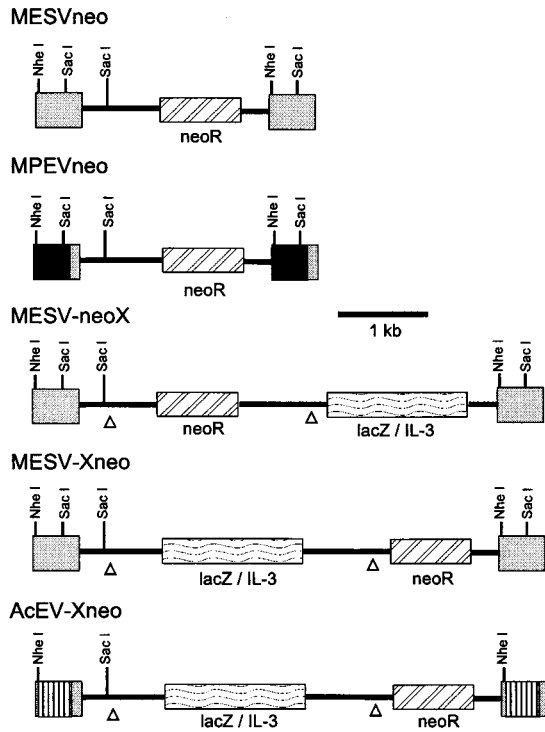 MESVneo
Nhe I Sac I Sac I Nhe I Sac I
neoR
MPEVneo
Nhe I Sac I Sac I Nhe I Sac I
neoR
1 kb
MESV-neoX
Nhe I Sac I Sac I Nhe I Sac I
neoR lacZ / IL-3
MESV-Xneo
Nhe I Sac I Sac I Nhe I Sac I
lacZ / IL-3 neoR
AcEV-Xneo
Nhe I Sac I Nhe I
lacZ / IL-3 neoR